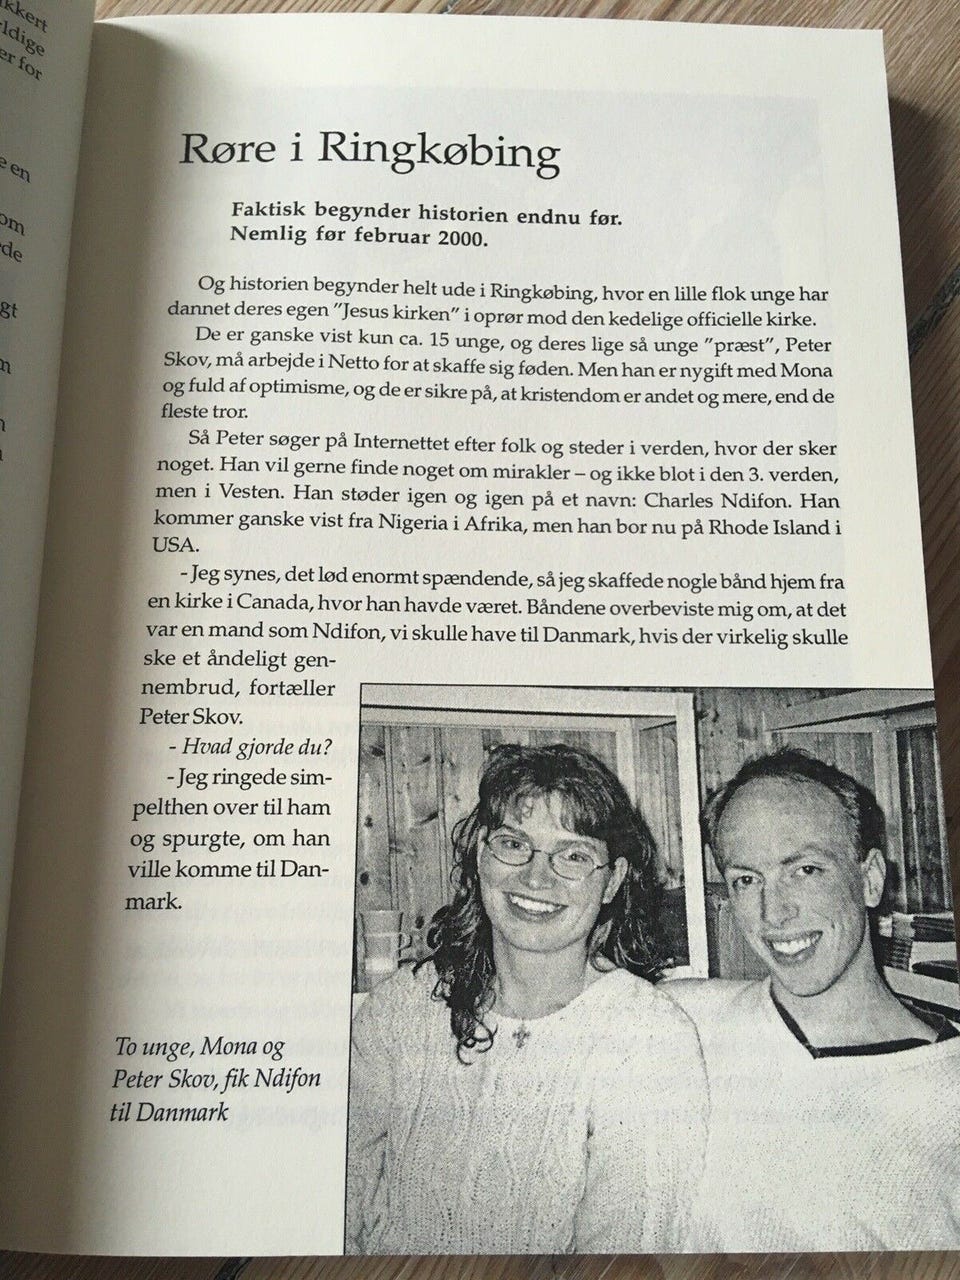 kkert
ldige
er for
e en
om
rde
gt
n
Røre i Ringkøbing
Faktisk begynder historien endnu før.
Nemlig før februar 2000.
Og historien begynder helt ude i Ringkøbing, hvor en lille flok unge har
dannet deres egen "Jesus kirken" i oprør mod den kedelige officielle kirke.
De er ganske vist kun ca. 15 unge, og deres lige så unge "præst", Peter
Skov, må arbejde i Netto for at skaffe sig føden. Men han er nygift med Mona
og fuld af optimisme, og de er sikre på, at kristendom er andet og mere, end de
fleste tror.
Så Peter søger på Internettet efter folk og steder i verden, hvor der sker
noget. Han vil gerne finde noget om mirakler – og ikke blot i den 3. verden,
men i Vesten. Han støder igen og igen på et navn: Charles Ndifon. Han
kommer ganske vist fra Nigeria i Afrika, men han bor nu på Rhode Island i
USA.
- Jeg synes, det lød enormt spændende, så jeg skaffede nogle bånd hjem fra
en kirke i Canada, hvor han havde været. Båndene overbeviste mig om, at det
var en mand som Ndifon, vi skulle have til Danmark, hvis der virkelig skulle
ske et åndeligt gen-
nembrud, fortæller
Peter Skov.
- Hvad gjorde du?
- Jeg ringede sim-
pelthen over til ham
og spurgte, om han
ville komme til Dan-
mark.
To unge, Mona og
Peter Skov, fik Ndifon
til Danmark